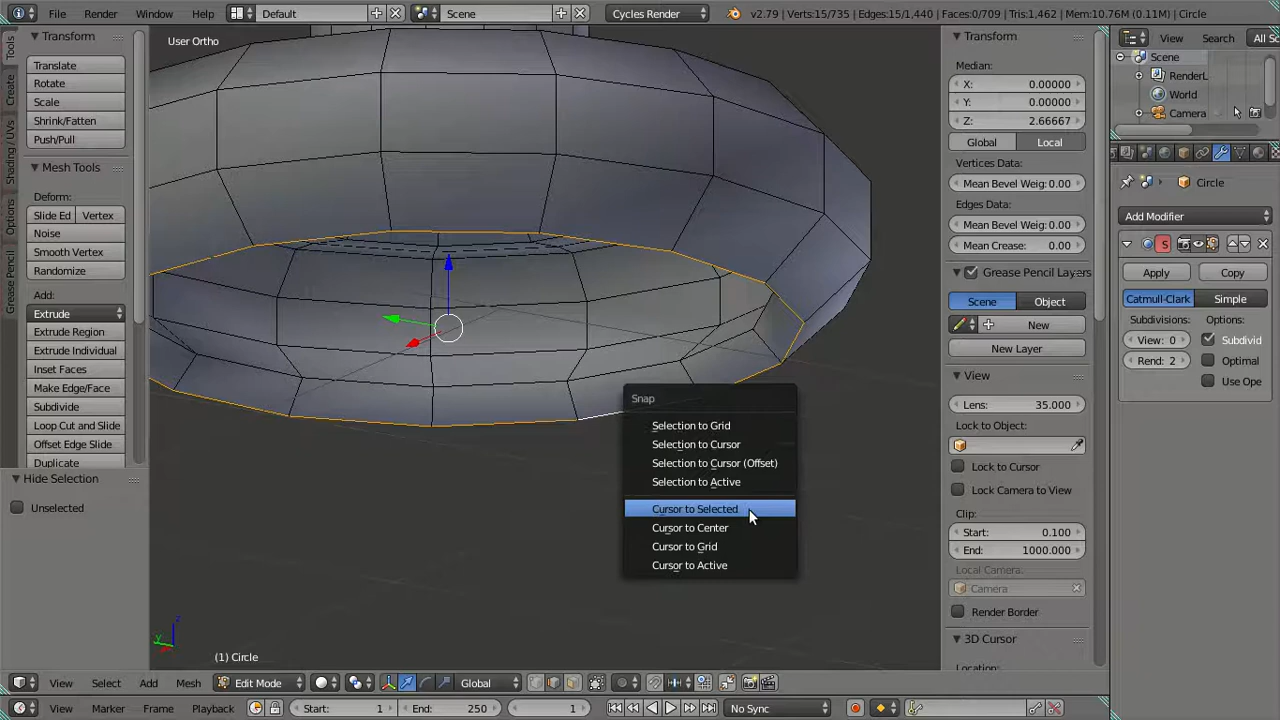 File Render Window Help Default Scene Cycles Render v2.79 | Verts:15/735 | Edges:15/1,440 | Faces:0/709 | Tris:1,462 | Mem:10.76M (0.11M) | Circle
Tools
Create
Shading / UVs
Options
Grease Pencil
Transform
Translate
Rotate
Scale
Shrink/Fatten
Push/Pull
Mesh Tools
Deform:
Slide Ed Vertex
Noise
Smooth Vertex
Randomize
Add:
Extrude
Extrude Region
Extrude Individual
Inset Faces
Make Edge/Face
Subdivide
Loop Cut and Slide
Offset Edge Slide
Duplicate
Hide Selection
Unselected
User Ortho
Snap
Selection to Grid
Selection to Cursor
Selection to Cursor (Offset)
Selection to Active
Cursor to Selected
Cursor to Center
Cursor to Grid
Cursor to Active
z
y
(1) Circle
Transform
Median:
X: 0.00000
Y: 0.00000
Z: 2.66667
Global Local
Vertices Data:
Mean Bevel Weig: 0.00
Edges Data:
Mean Bevel Weig: 0.00
Mean Crease: 0.00
Grease Pencil Layers
Scene Object
New
New Layer
View
Lens: 35.000
Lock to Object:
Lock to Cursor
Lock Camera to View
Clip:
Start: 0.100
End: 1000.000
Local Camera:
Camera
Render Border
3D Cursor
Location:
View Search All Sc
Scene
RenderL
World
Camera
Circle
Add Modifier
S
Apply Copy
Catmull-Clark Simple
Subdivisions: Options:
View: 0 Subdivid
Rend: 2 Optimal
Use Ope
View Select Add Mesh Edit Mode Global
View Marker Frame Playback Start: 1 End: 250 1 No Sync